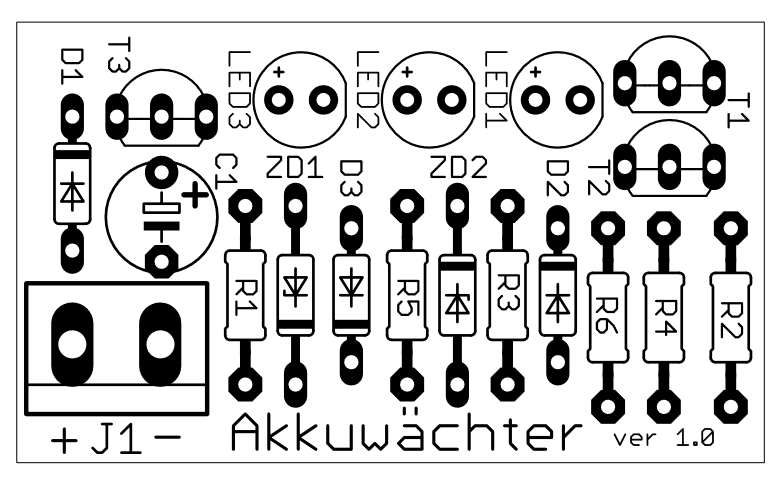 D1
T3
LED3
LED2
LED1
T1
C1
ZD1
D3
ZD2
D2
T2
R1
R5
R3
R6
R4
R2
+ J1 -
Akkuwächter
ver 1.0